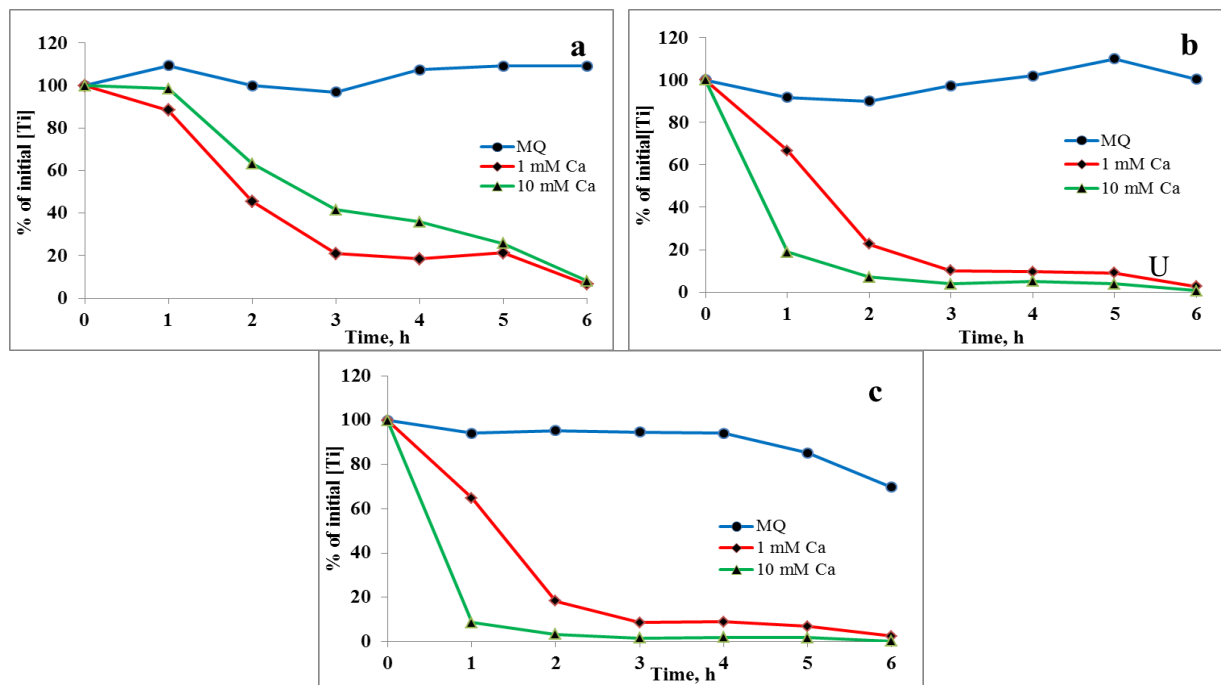 a
% of initial [Ti]
120
100
80
60
40
20
0
0 1 2 3 4 5 6
Time, h
MQ
1 mM Ca
10 mM Ca
b
% of initial[Ti]
120
100
80
60
40
20
0
0 1 2 3 4 5 6
Time, h
MQ
1 mM Ca
10 mM Ca
U
c
% of initial [Ti]
120
100
80
60
40
20
0
0 1 2 3 4 5 6
Time, h
MQ
1 mM Ca
10 mM Ca